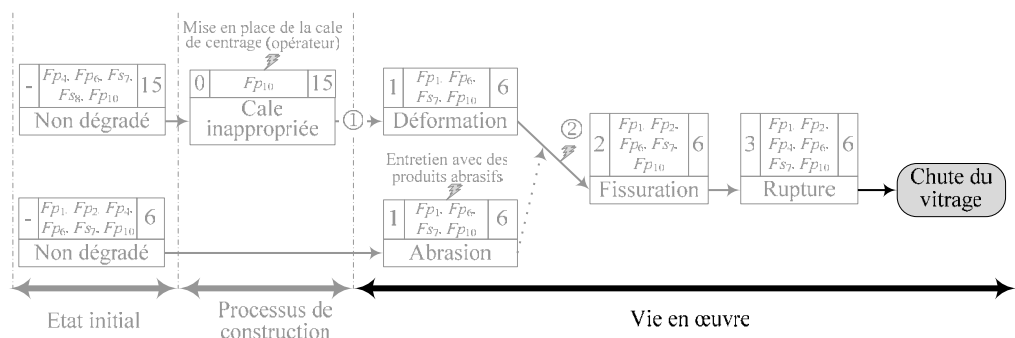 Mise en place de la cale
de centrage (opérateur)
- Fp4, Fp6, Fs7, Fs8, Fp10 15
Non dégradé
0 Fp10 15
Cale
inappropriée
①
1 Fp1, Fp6, Fs7, Fp10 6
Déformation
②
2 Fp1, Fp2, Fp6, Fs7, Fp10 6
Fissuration
3 Fp1, Fp2, Fp4, Fp6, Fs7, Fp10 6
Rupture
Chute du
vitrage
Entretien avec des
produits abrasifs
- Fp1, Fp2, Fp4, Fp6, Fs7, Fp10 6
Non dégradé
1 Fp1, Fp6, Fs7, Fp10 6
Abrasion
Etat initial
Processus de
construction
Vie en œuvre